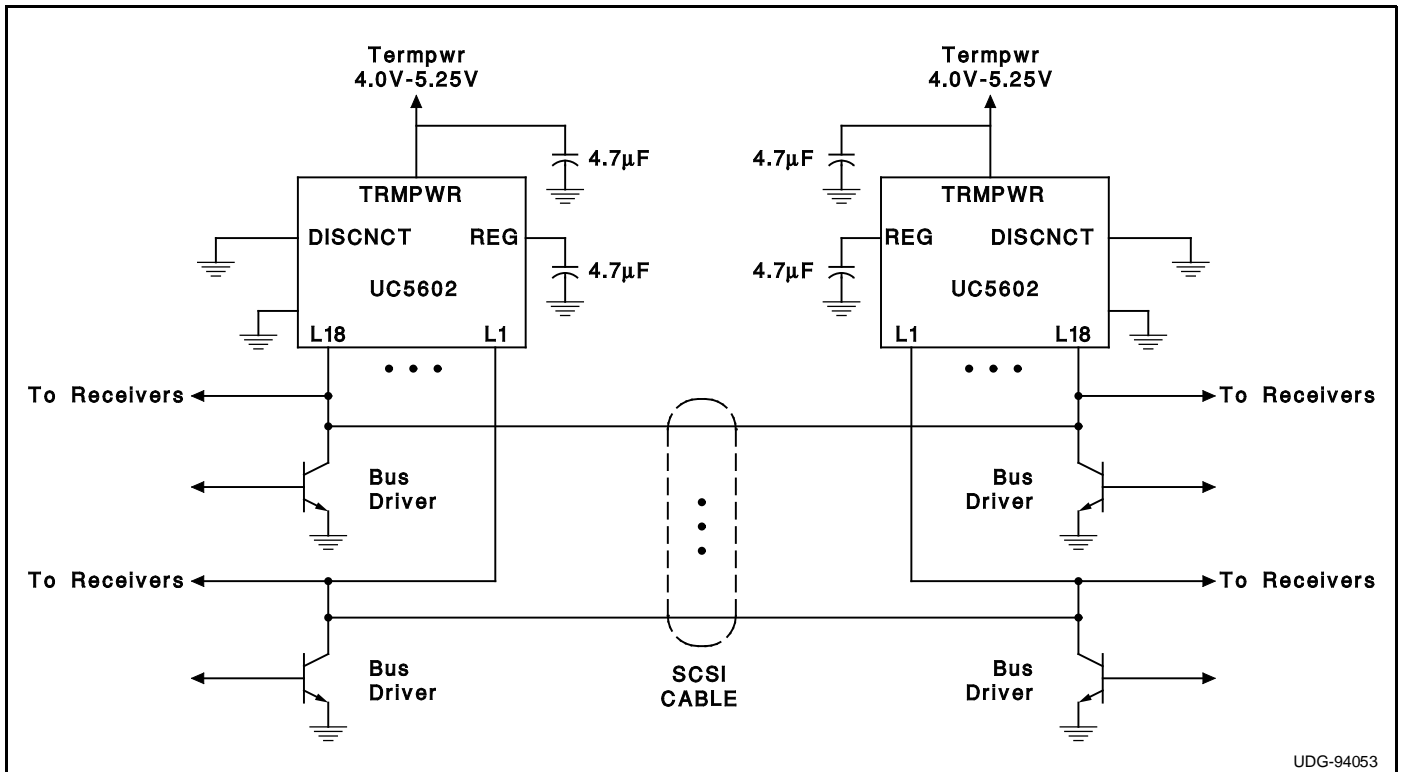 Termpwr
4.0V-5.25V
Termpwr
4.0V-5.25V
4.7µF
4.7µF
TRMPWR
TRMPWR
DISCNCT REG
REG DISCNCT
4.7µF
4.7µF
UC5602
UC5602
L18 L1
L1 L18
To Receivers
To Receivers
Bus
Driver
Bus
Driver
To Receivers
To Receivers
Bus
Driver
SCSI
CABLE
Bus
Driver
UDG-94053